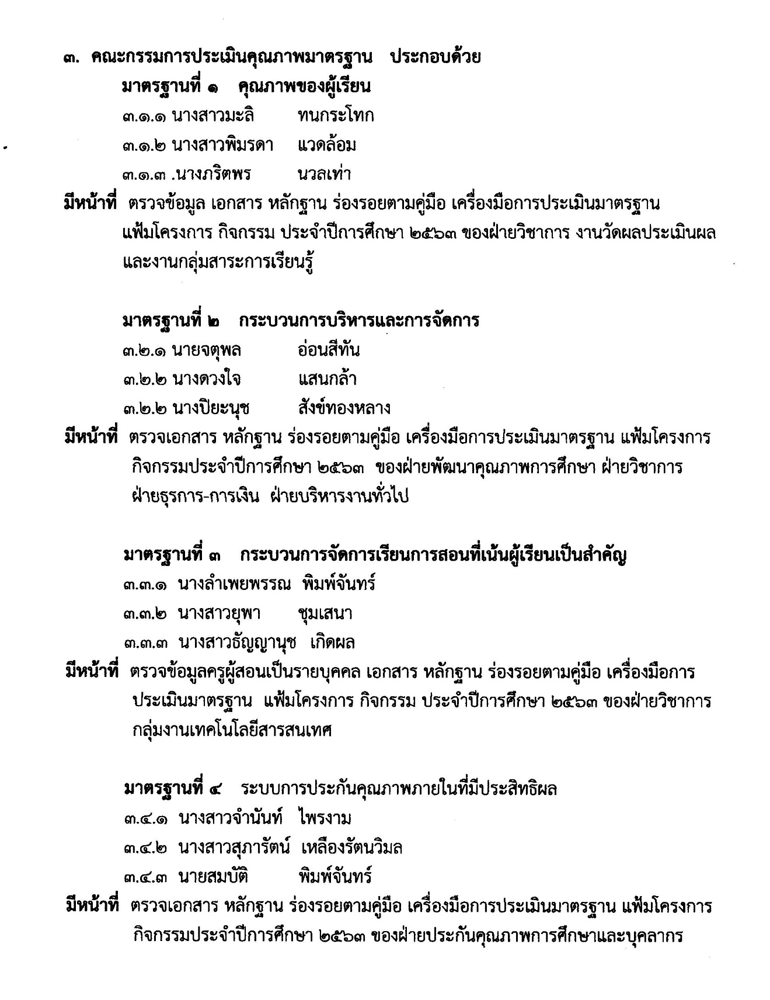 ๓. คณะกรรมการประเมินคุณภาพมาตรฐาน ประกอบด้วย
มาตรฐานที่ ๑ คุณภาพของผู้เรียน
๓.๑.๑ นางสาวมะลิ ทนกระโทก
๓.๑.๒ นางสาวพิมรดา แวดล้อม
๓.๑.๓ .นางภริตพร นวลเท่า
มีหน้าที่ ตรวจข้อมูล เอกสาร หลักฐาน ร่องรอยตามคู่มือ เครื่องมือการประเมินมาตรฐาน
แฟ้มโครงการ กิจกรรม ประจำปีการศึกษา ๒๕๖๓ ของฝ่ายวิชาการ งานวัดผลประเมินผล
และงานกลุ่มสาระการเรียนรู้
มาตรฐานที่ ๒ กระบวนการบริหารและการจัดการ
๓.๒.๑ นายจตุพล อ่อนสีทัน
๓.๒.๒ นางดวงใจ แสนกล้า
๓.๒.๒ นางปิยะนุช สังข์ทองหลาง
มีหน้าที่ ตรวจเอกสาร หลักฐาน ร่องรอยตามคู่มือ เครื่องมือการประเมินมาตรฐาน แฟ้มโครงการ
กิจกรรมประจำปีการศึกษา ๒๕๖๓ ของฝ่ายพัฒนาคุณภาพการศึกษา ฝ่ายวิชาการ
ฝ่ายธุรการ-การเงิน ฝ่ายบริหารงานทั่วไป
มาตรฐานที่ ๓ กระบวนการจัดการเรียนการสอนที่เน้นผู้เรียนเป็นสำคัญ
๓.๓.๑ นางลำเพยพรรณ พิมพ์จันทร์
๓.๓.๒ นางสาวยุพา ชุมเสนา
๓.๓.๓ นางสาวธัญญานุช เกิดผล
มีหน้าที่ ตรวจข้อมูลครูผู้สอนเป็นรายบุคคล เอกสาร หลักฐาน ร่องรอยตามคู่มือ เครื่องมือการ
ประเมินมาตรฐาน แฟ้มโครงการ กิจกรรม ประจำปีการศึกษา ๒๕๖๓ ของฝ่ายวิชาการ
กลุ่มงานเทคโนโลยีสารสนเทศ
มาตรฐานที่ ๔ ระบบการประกันคุณภาพภายในที่มีประสิทธิผล
๓.๔.๑ นางสาวจำนันท์ ไพรงาม
๓.๔.๒ นางสาวสุภารัตน์ เหลืองรัตนวิมล
๓.๔.๓ นายสมบัติ พิมพ์จันทร์
มีหน้าที่ ตรวจเอกสาร หลักฐาน ร่องรอยตามคู่มือ เครื่องมือการประเมินมาตรฐาน แฟ้มโครงการ
กิจกรรมประจำปีการศึกษา ๒๕๖๓ ของฝ่ายประกันคุณภาพการศึกษาและบุคลากร